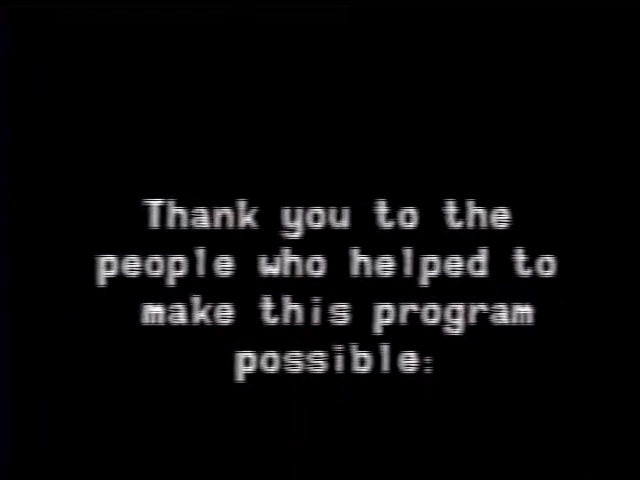 Thank you to the
people who helped to
make this program
possible: